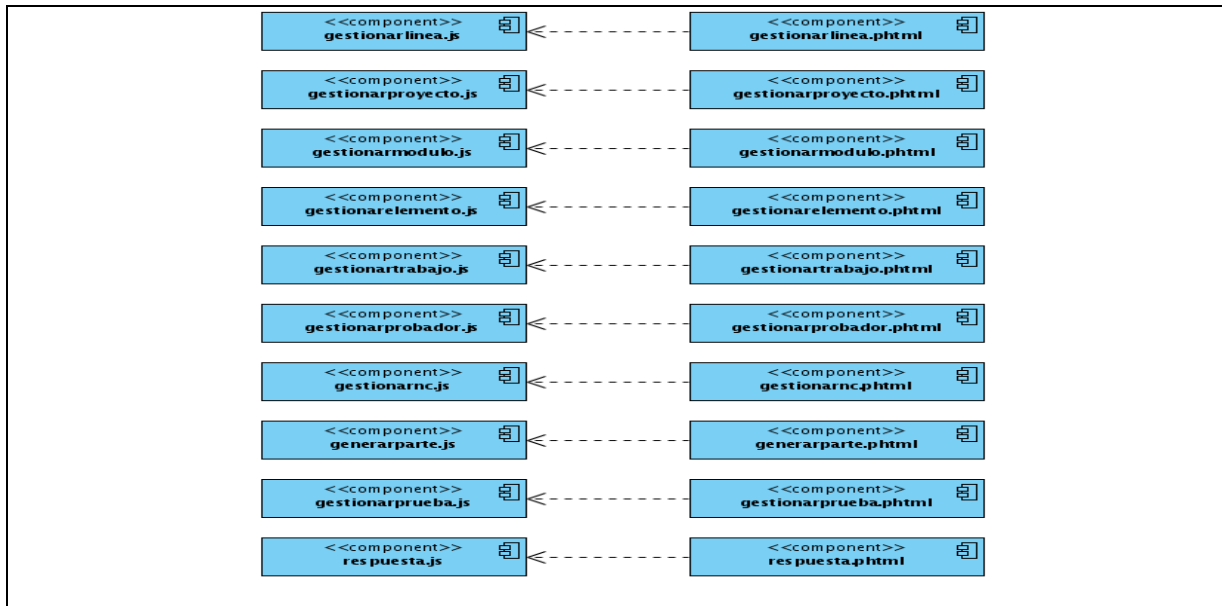 <<component>>
gestionarlinea.js
<<component>>
gestionarlinea.phtml
<<component>>
gestionarproyecto.js
<<component>>
gestionarproyecto.phtml
<<component>>
gestionarmodulo.js
<<component>>
gestionarmodulo.phtml
<<component>>
gestionarelemento.js
<<component>>
gestionarelemento.phtml
<<component>>
gestionartrabajo.js
<<component>>
gestionartrabajo.phtml
<<component>>
gestionarprobador.js
<<component>>
gestionarprobador.phtml
<<component>>
gestionarnc.js
<<component>>
gestionarnc.phtml
<<component>>
generarparte.js
<<component>>
generarparte.phtml
<<component>>
gestionarprueba.js
<<component>>
gestionarprueba.phtml
<<component>>
respuesta.js
<<component>>
respuesta.phtml